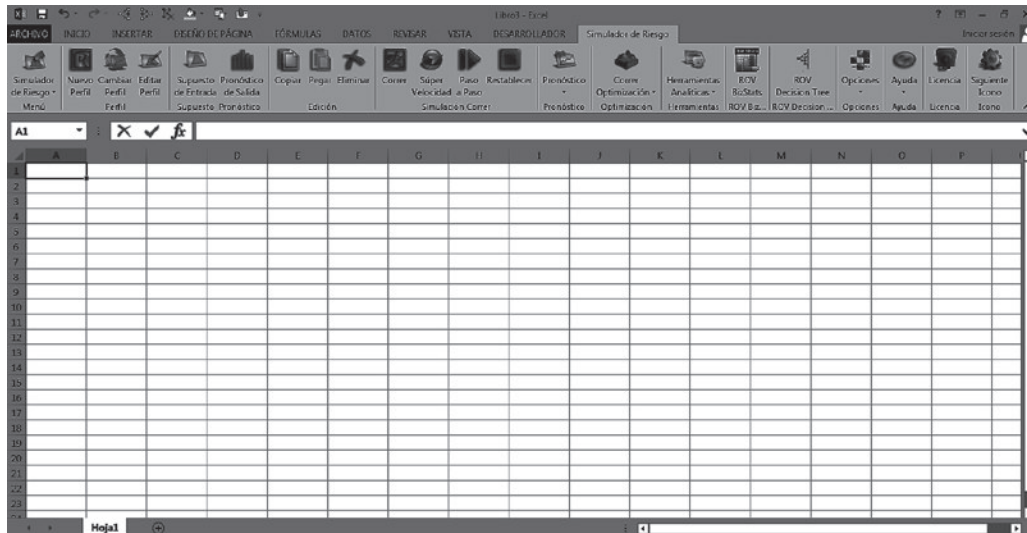 Libro1 - Excel
ARCHIVO INICIO INSERTAR DISEÑO DE PÁGINA FÓRMULAS DATOS REVISAR VISTA DESARROLLADOR Simulador de Riesgo Iniciar sesión
Simulador de Riesgo
Nuevo Perfil
Cambiar Perfil
Editar Perfil
Supuesto de Entrada
Pronóstico de Salida
Copiar
Pegar
Eliminar
Correr
Súper Velocidad
Paso a Paso
Restablecer
Pronóstico
Correr Optimización
Herramientas Analíticas
ROV BizStats
ROV Decision Tree
Opciones
Ayuda
Licencia
Siguiente Icono
Menú Perfil Supuesto Pronóstico Edición Simulación Correr Pronóstico Optimización Herramientas ROV Biz... ROV Decision ... Opciones Ayuda Licencia Icono
A1 fx
A B C D E F G H I J K L M N O P
1
2
3
4
5
6
7
8
9
10
11
12
13
14
15
16
17
18
19
20
21
22
23
Hoja1